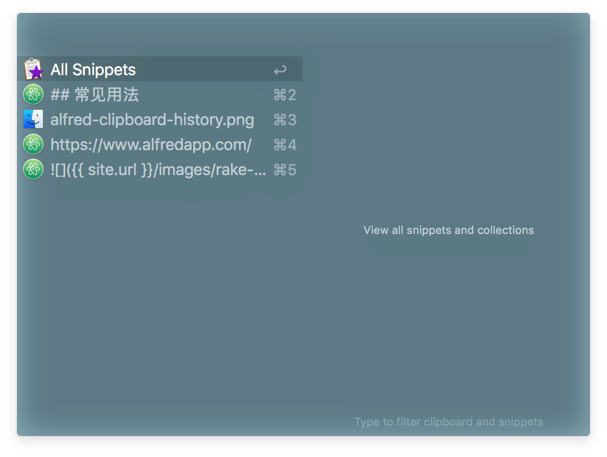 All Snippets ↩
## 常见用法 ⌘2
alfred-clipboard-history.png ⌘3
https://www.alfredapp.com/ ⌘4
![]({{ site.url }}/images/rake-... ⌘5
View all snippets and collections
Type to filter clipboard and snippets